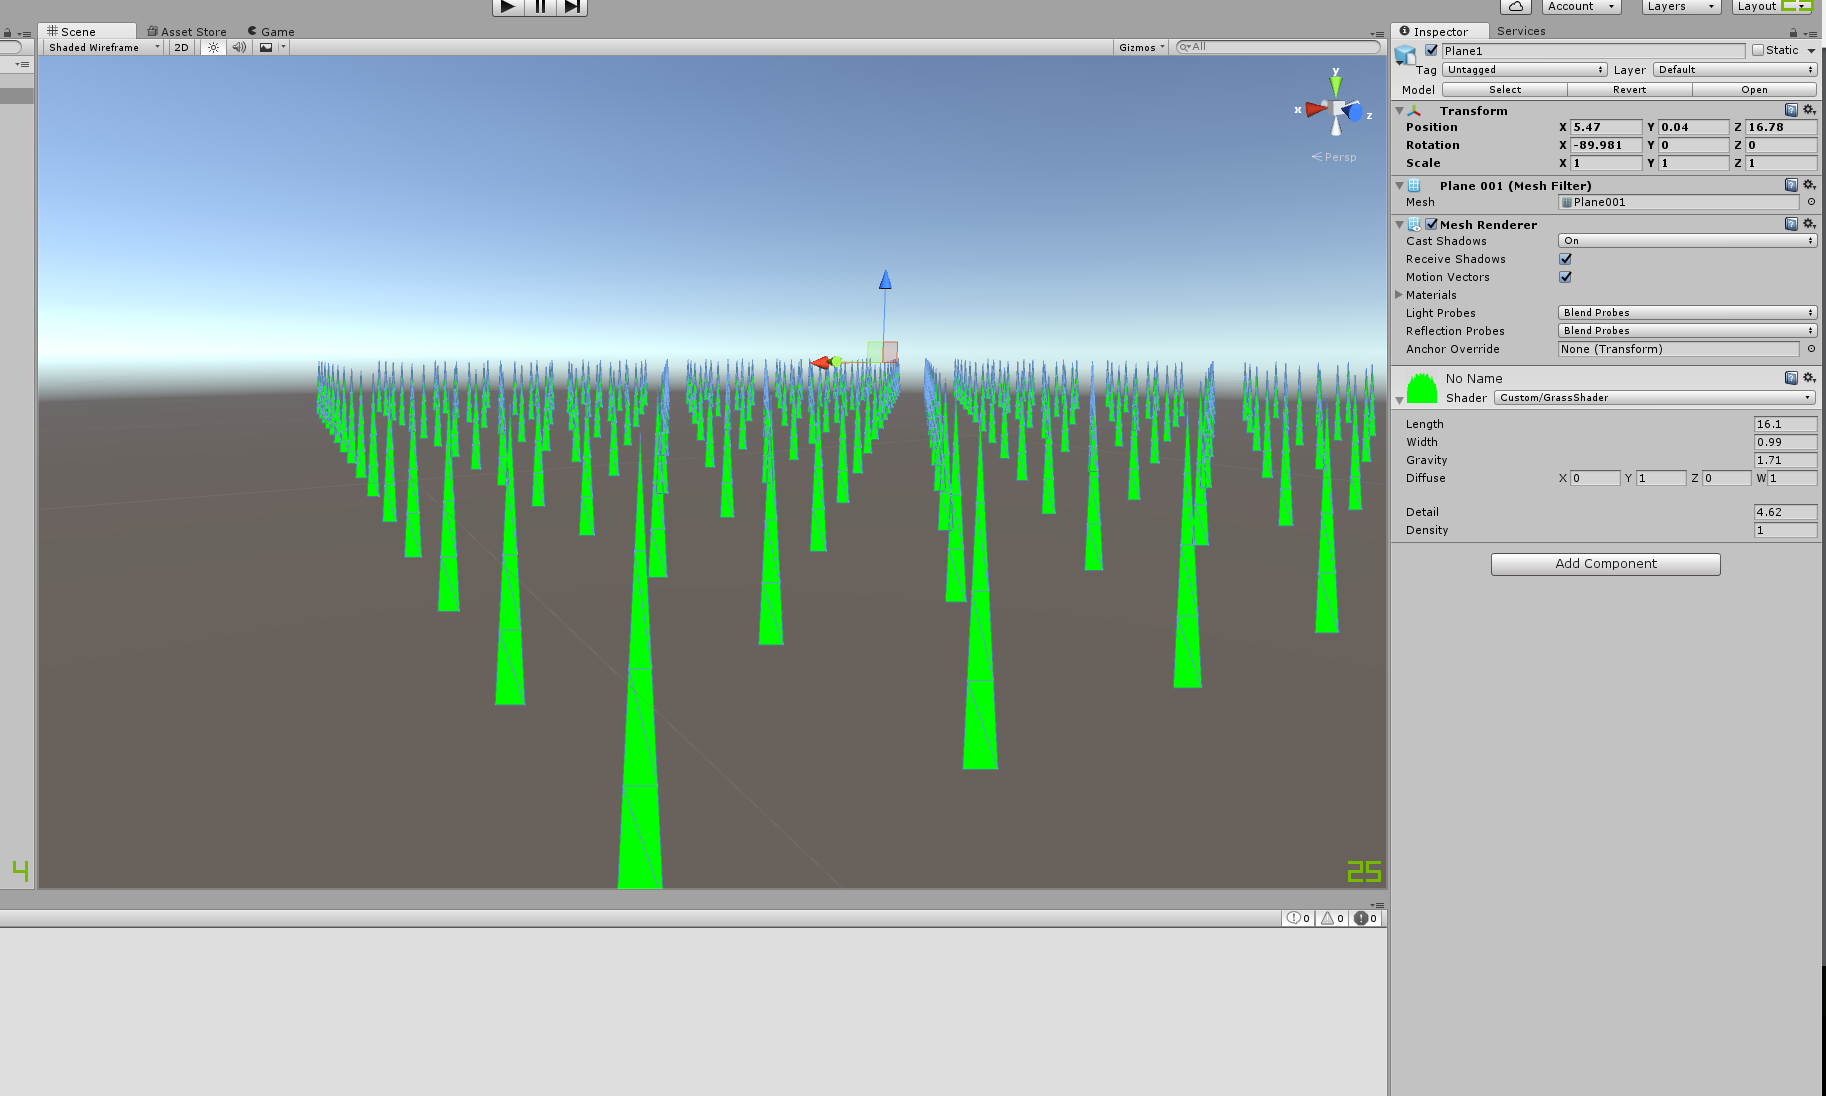 Account
Layers
Layout
25
Scene
Asset Store
Game
Shaded Wireframe
2D
Gizmos
All
y
x
z
Persp
4
25
0
0
0
Inspector
Services
Plane1
Static
Tag Untagged Layer Default
Model Select Revert Open
Transform
Position X 5.47 Y 0.04 Z 16.78
Rotation X -89.981 Y 0 Z 0
Scale X 1 Y 1 Z 1
Plane 001 (Mesh Filter)
Mesh Plane001
Mesh Renderer
Cast Shadows On
Receive Shadows
Motion Vectors
Materials
Light Probes Blend Probes
Reflection Probes Blend Probes
Anchor Override None (Transform)
No Name
Shader Custom/GrassShader
Length 16.1
Width 0.99
Gravity 1.71
Diffuse X 0 Y 1 Z 0 W 1
Detail 4.62
Density 1
Add Component